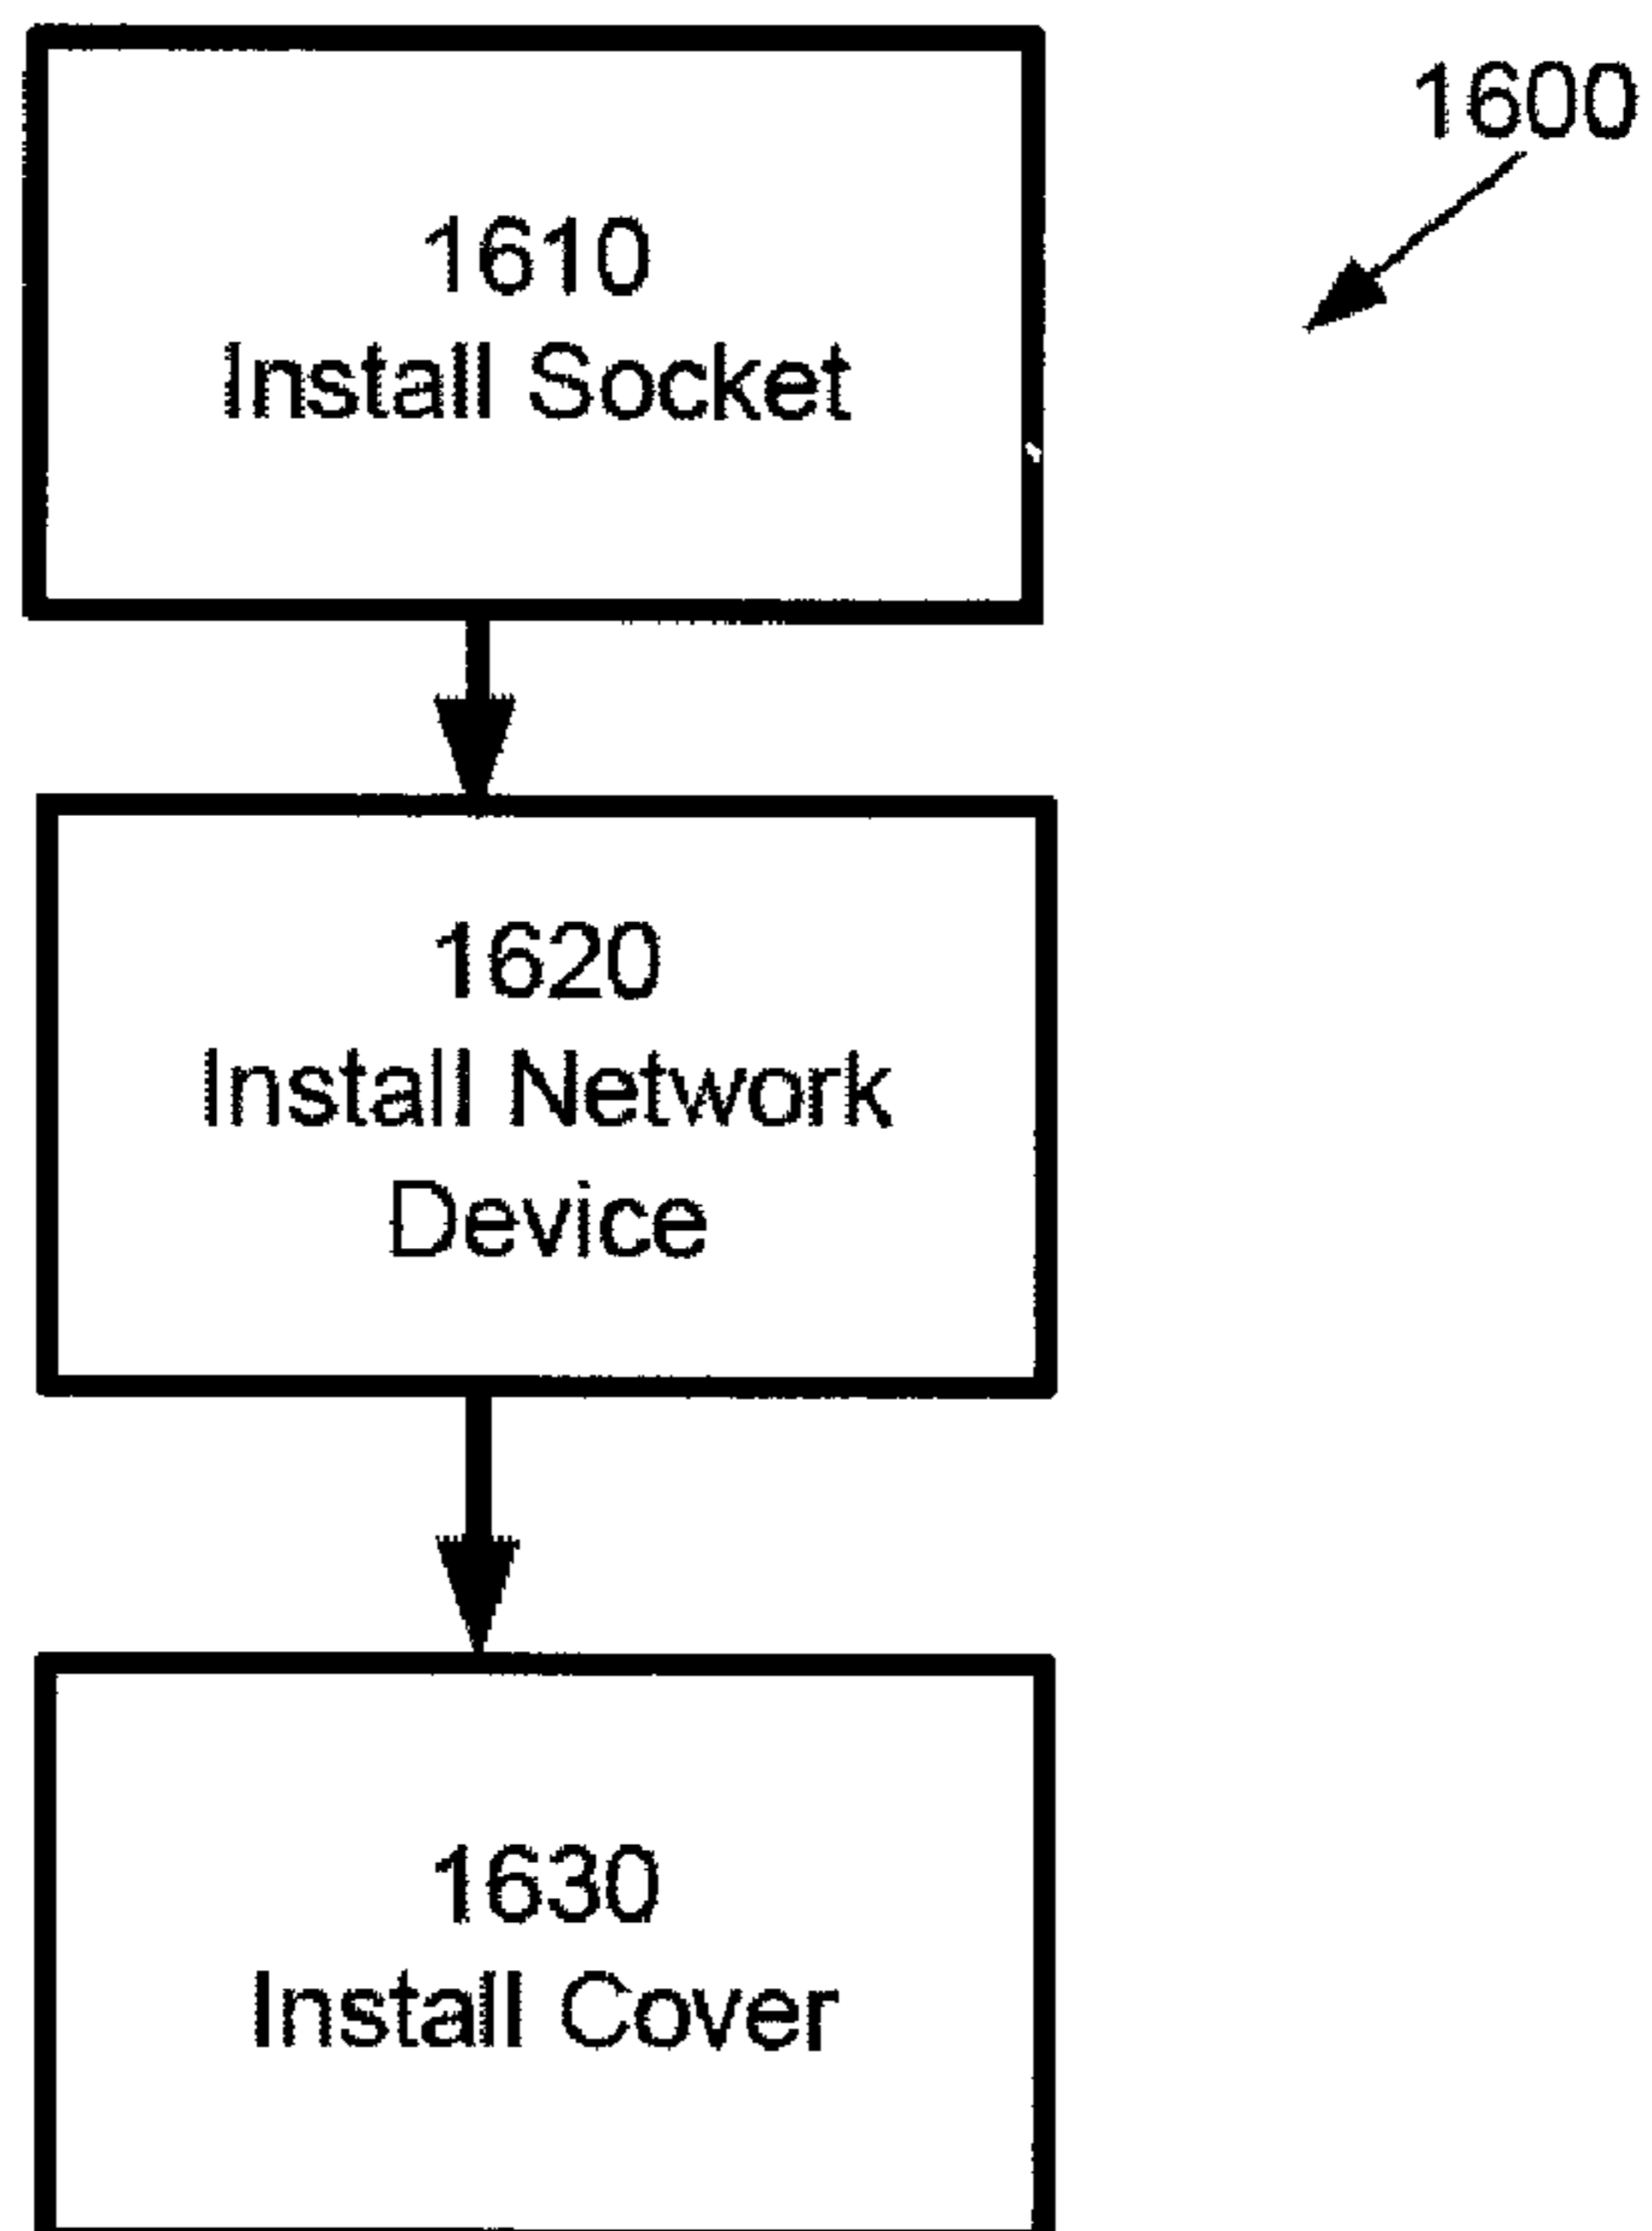 1600
1610
Install Socket
1620
Install Network
Device
1630
Install Cover